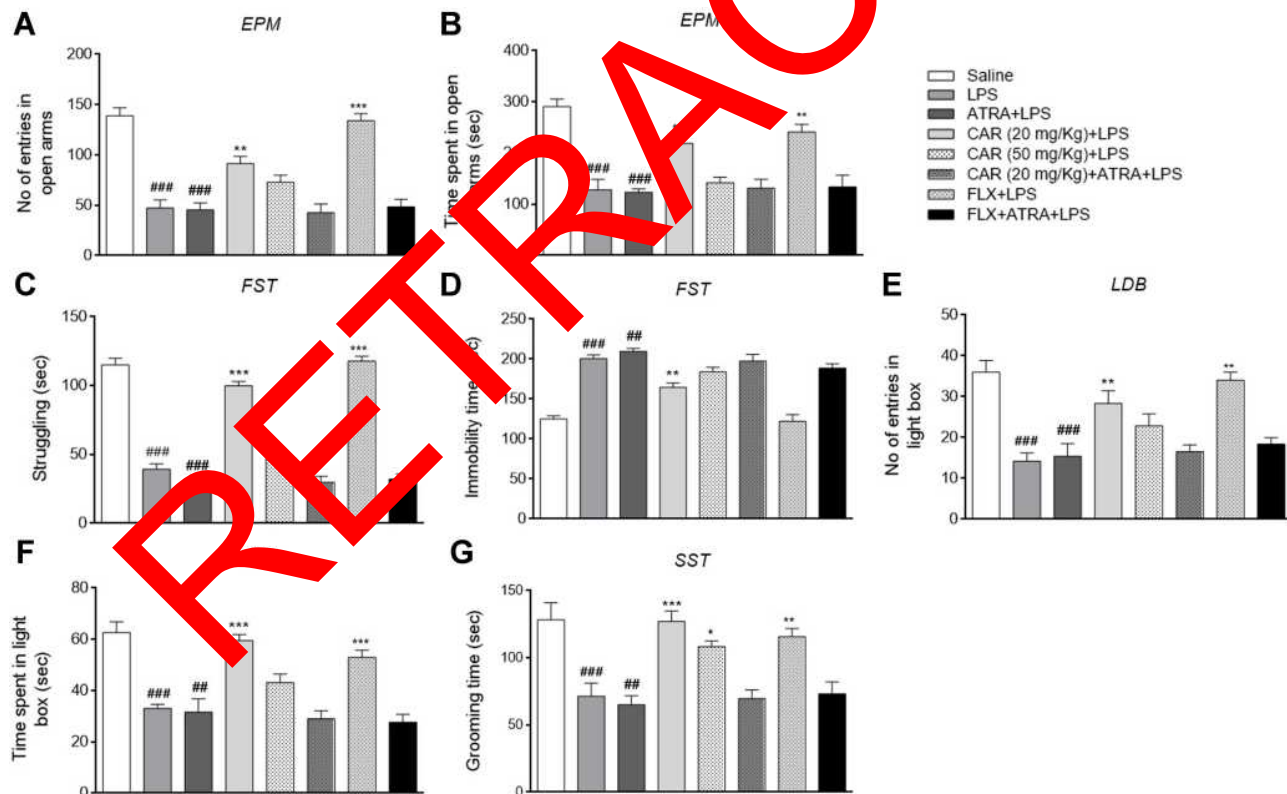 A
EPM
No of entries in
open arms
200
150
100
50
0
###
###
**
***
B
EPM
Time spent in open
arms (sec)
400
300
100
###
###
**
Saline
LPS
ATRA+LPS
CAR (20 mg/Kg)+LPS
CAR (50 mg/Kg)+LPS
CAR (20 mg/Kg)+ATRA+LPS
FLX+LPS
FLX+ATRA+LPS
C
FST
Struggling (sec)
150
100
50
0
###
###
***
***
D
FST
Immobility time
250
200
150
100
50
0
###
##
**
E
LDB
No of entries in
light box
50
40
30
20
10
0
###
###
**
**
F
Time spent in light
box (sec)
80
60
40
20
0
###
##
***
***
G
SST
Grooming time (sec)
150
100
50
0
###
##
***
*
**
RETRAC